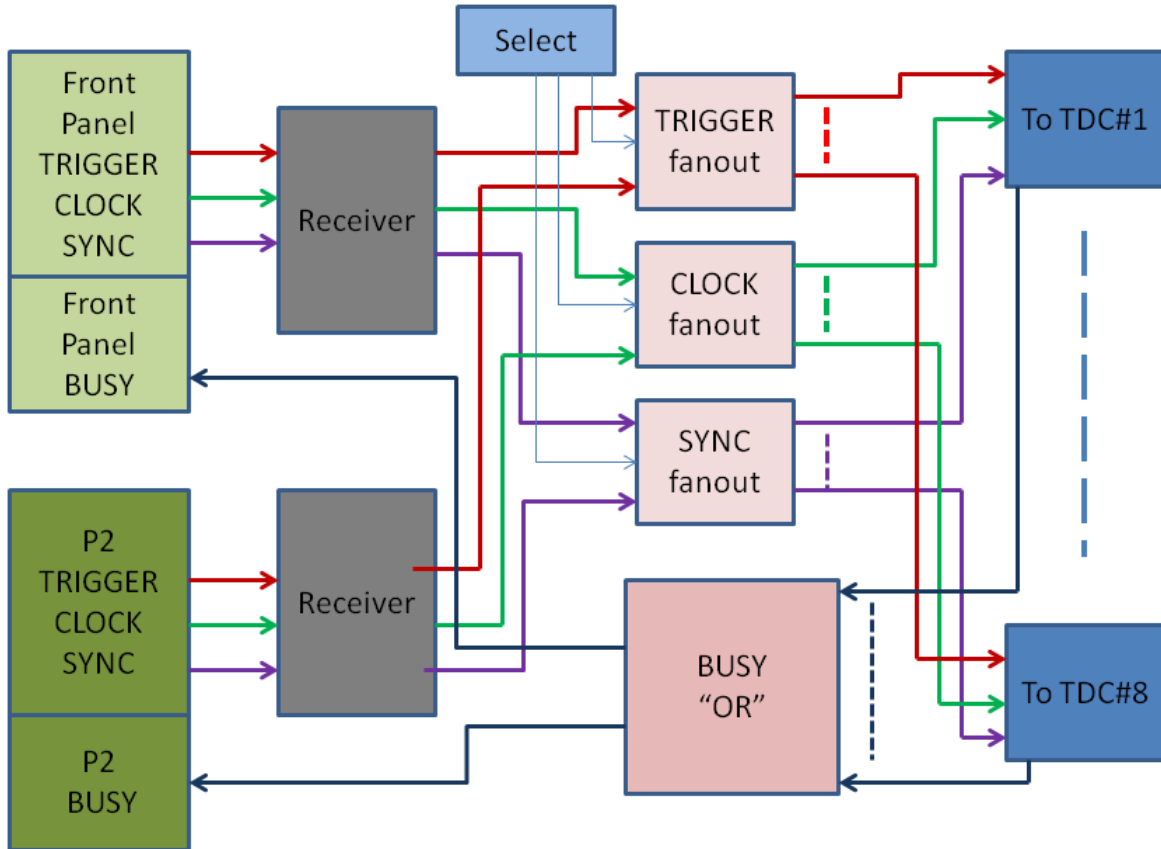 Select
Front
Panel
TRIGGER
CLOCK
SYNC
Front
Panel
BUSY
Receiver
TRIGGER
fanout
To TDC#1
CLOCK
fanout
SYNC
fanout
P2
TRIGGER
CLOCK
SYNC
P2
BUSY
Receiver
BUSY
“OR”
To TDC#8